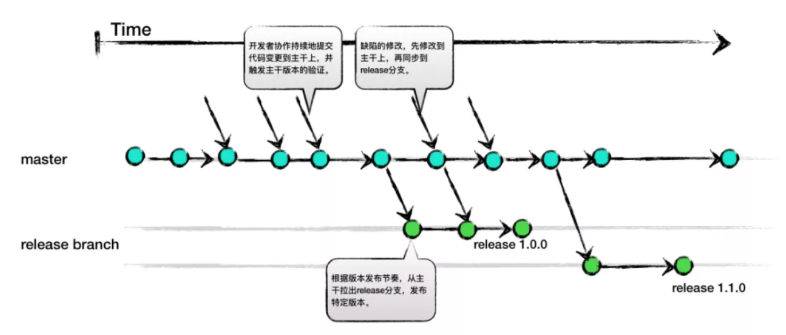 Time
开发者协作持续地提交
代码变更到主干上，并
触发主干版本的验证。
缺陷的修改，先修改到
主干上，再同步到
release分支。
master
release branch
release 1.0.0
根据版本发布节奏，从主
干拉出release分支，发布
特定版本。
release 1.1.0